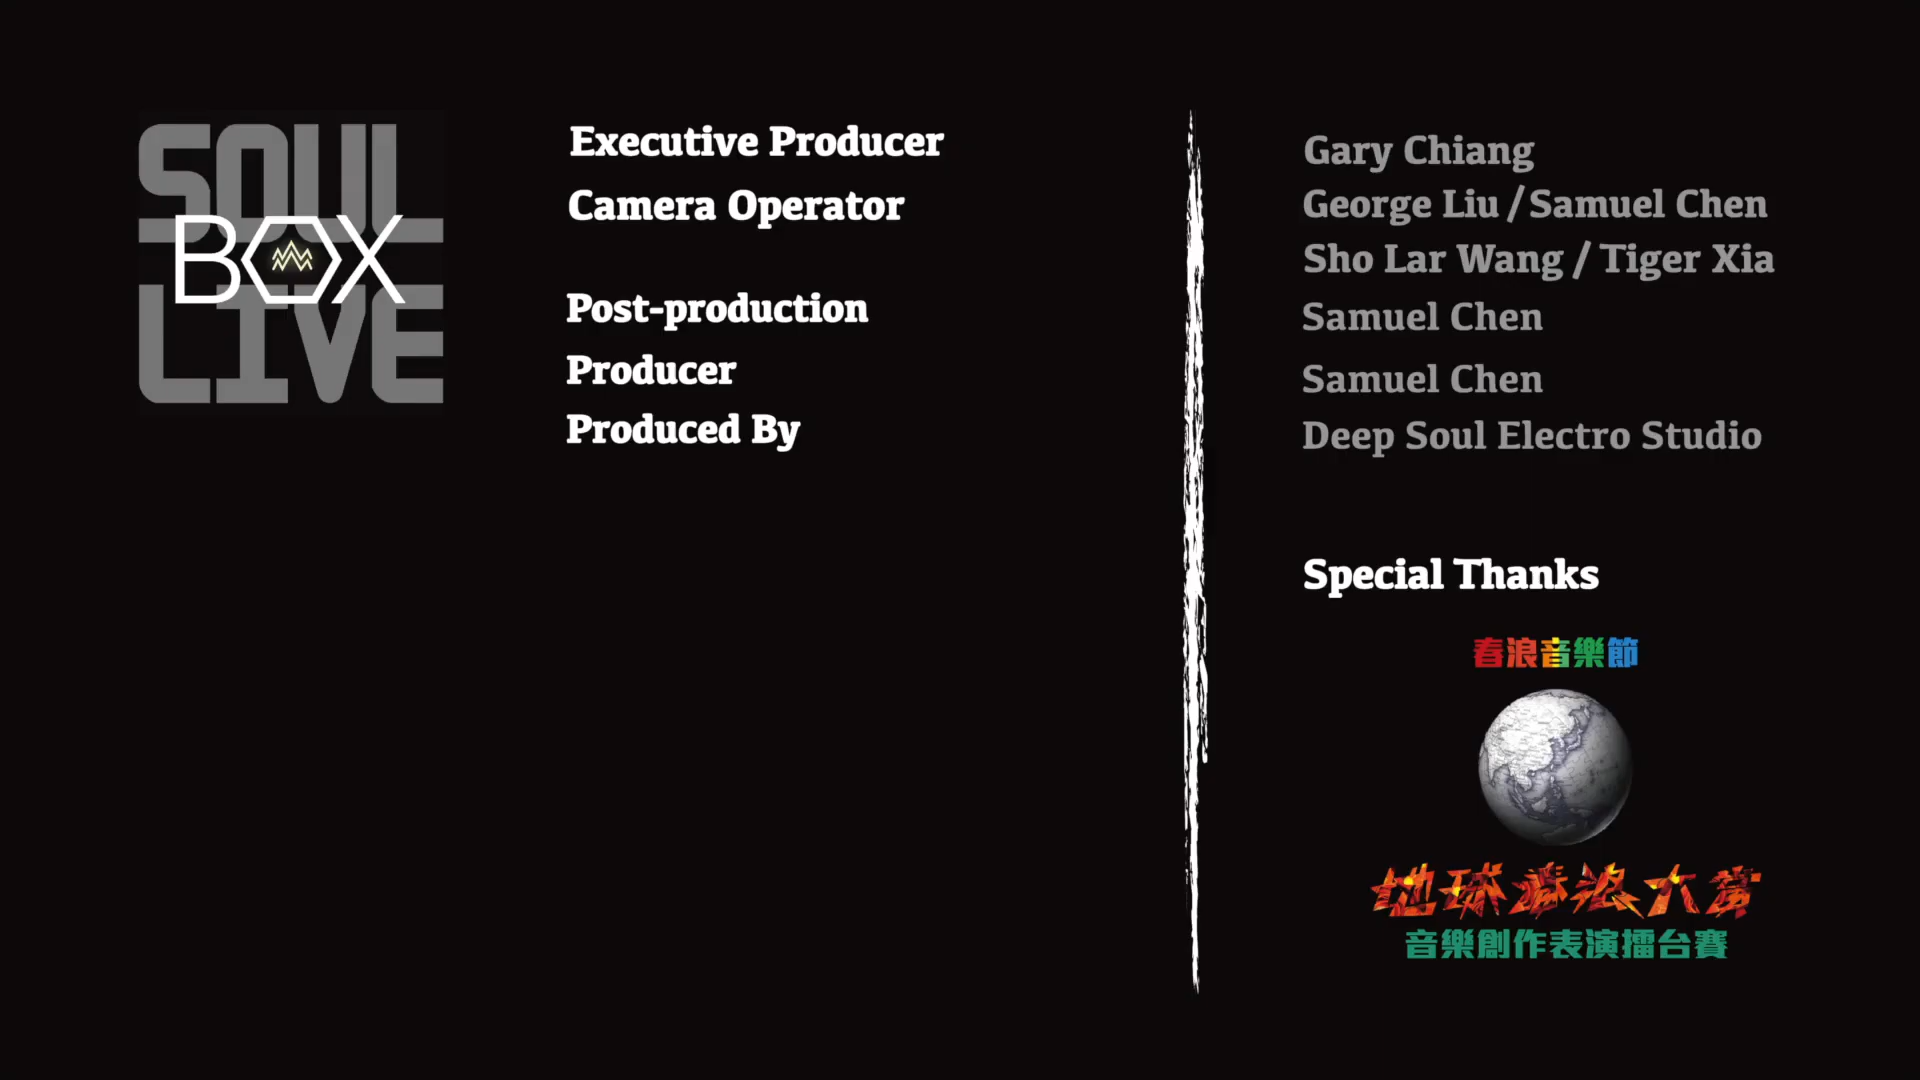 SOUL
BOX
LIVE
Executive Producer
Camera Operator
Post-production
Producer
Produced By
Gary Chiang
George Liu / Samuel Chen
Sho Lar Wang / Tiger Xia
Samuel Chen
Samuel Chen
Deep Soul Electro Studio
Special Thanks
春浪音樂節
地球春浪大賞
音樂創作表演擂台賽